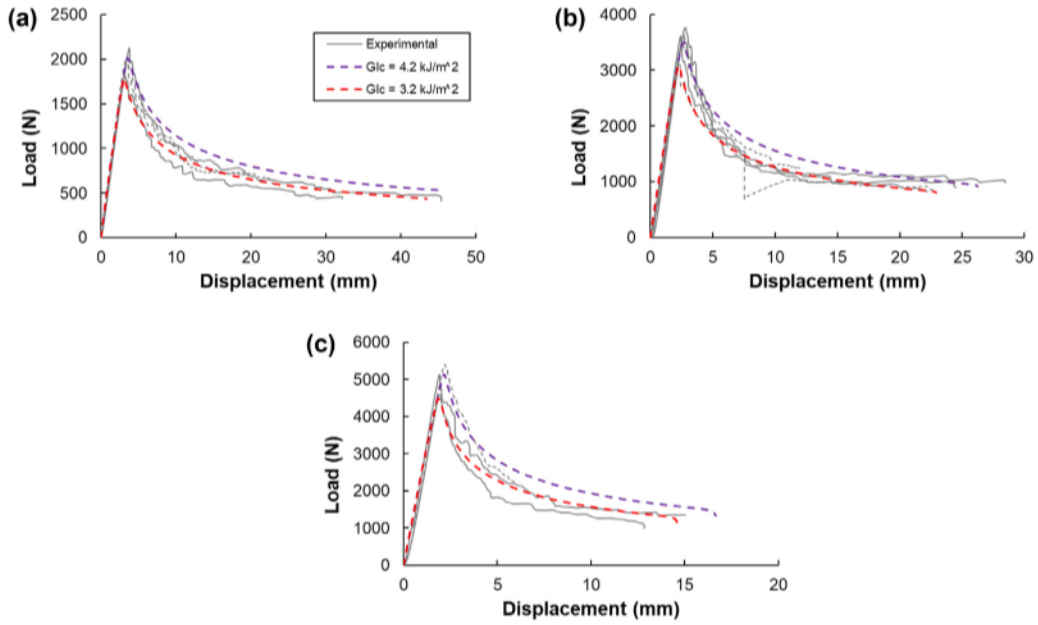 (a)
2500
2000
1500
1000
500
0
Load (N)
0 10 20 30 40 50
Displacement (mm)
Experimental
GIc = 4.2 kJ/m^2
GIc = 3.2 kJ/m^2
(b)
4000
3000
2000
1000
0
Load (N)
0 5 10 15 20 25 30
Displacement (mm)
(c)
6000
5000
4000
3000
2000
1000
0
Load (N)
0 5 10 15 20
Displacement (mm)